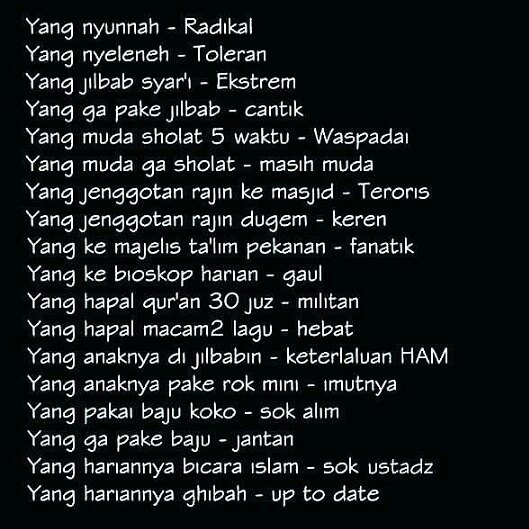 Yang nyunnah - Radikal
Yang nyeleneh - Toleran
Yang jilbab syar'i - Ekstrem
Yang ga pake jilbab - cantik
Yang muda sholat 5 waktu - Waspadai
Yang muda ga sholat - masih muda
Yang jenggotan rajin ke masjid - Teroris
Yang jenggotan rajin dugem - keren
Yang ke majelis ta'lim pekanan - fanatik
Yang ke bioskop harian - gaul
Yang hapal qur'an 30 juz - militan
Yang hapal macam2 lagu - hebat
Yang anaknya di jilbabin - keterlaluan HAM
Yang anaknya pake rok mini - imutnya
Yang pakai baju koko - sok alim
Yang ga pake baju - jantan
Yang hariannya bicara islam - sok ustadz
Yang hariannya ghibah - up to date